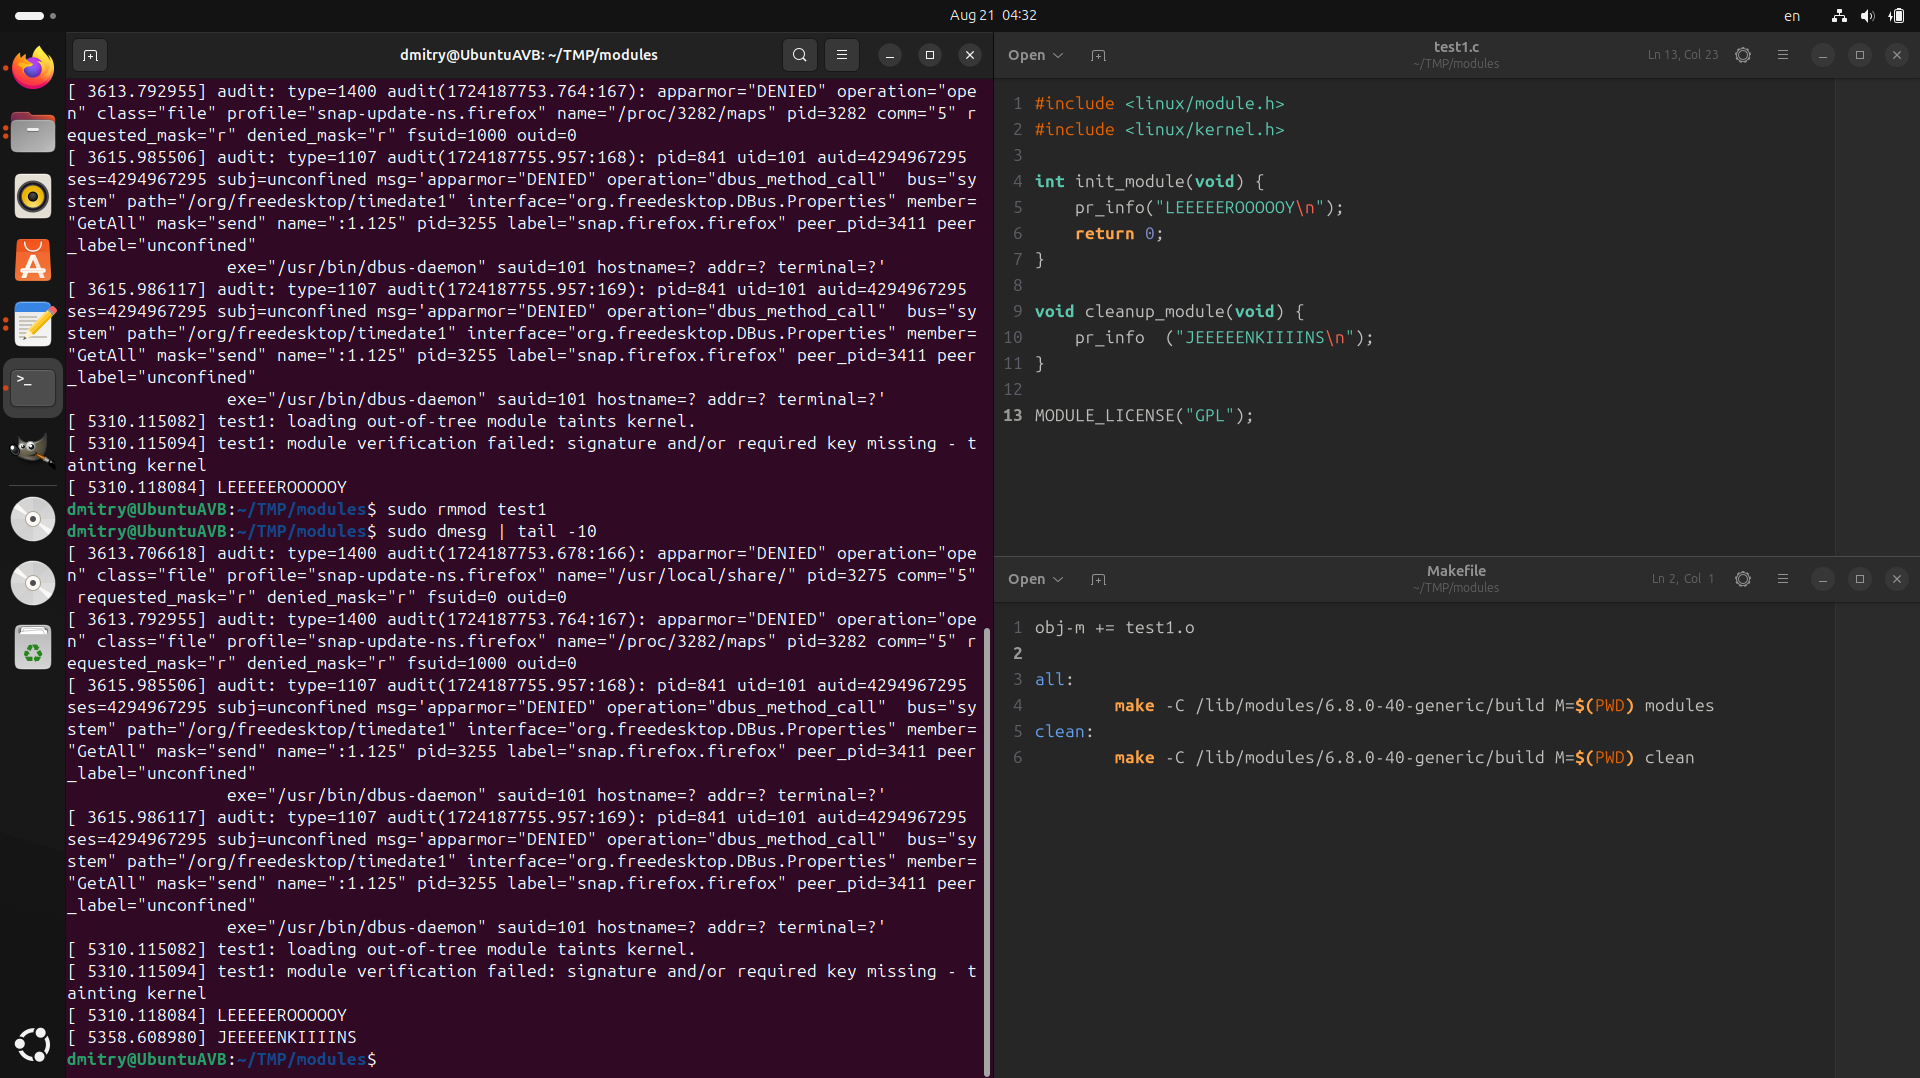 Aug 21 04:32
en
dmitry@UbuntuAVB: ~/TMP/modules
[ 3613.792955] audit: type=1400 audit(1724187753.764:167): apparmor="DENIED" operation="ope
n" class="file" profile="snap-update-ns.firefox" name="/proc/3282/maps" pid=3282 comm="5" r
equested_mask="r" denied_mask="r" fsuid=1000 ouid=0
[ 3615.985506] audit: type=1107 audit(1724187755.957:168): pid=841 uid=101 auid=4294967295
ses=4294967295 subj=unconfined msg='apparmor="DENIED" operation="dbus_method_call"  bus="sy
stem" path="/org/freedesktop/timedate1" interface="org.freedesktop.DBus.Properties" member=
"GetAll" mask="send" name=":1.125" pid=3255 label="snap.firefox.firefox" peer_pid=3411 peer
_label="unconfined"
exe="/usr/bin/dbus-daemon" sauid=101 hostname=? addr=? terminal=?'
[ 3615.986117] audit: type=1107 audit(1724187755.957:169): pid=841 uid=101 auid=4294967295
ses=4294967295 subj=unconfined msg='apparmor="DENIED" operation="dbus_method_call"  bus="sy
stem" path="/org/freedesktop/timedate1" interface="org.freedesktop.DBus.Properties" member=
"GetAll" mask="send" name=":1.125" pid=3255 label="snap.firefox.firefox" peer_pid=3411 peer
_label="unconfined"
exe="/usr/bin/dbus-daemon" sauid=101 hostname=? addr=? terminal=?'
[ 5310.115082] test1: loading out-of-tree module taints kernel.
[ 5310.115094] test1: module verification failed: signature and/or required key missing - t
ainting kernel
[ 5310.118084] LEEEEEROOOOOY
dmitry@UbuntuAVB:~/TMP/modules$ sudo rmmod test1
dmitry@UbuntuAVB:~/TMP/modules$ sudo dmesg | tail -10
[ 3613.706618] audit: type=1400 audit(1724187753.678:166): apparmor="DENIED" operation="ope
n" class="file" profile="snap-update-ns.firefox" name="/usr/local/share/" pid=3275 comm="5"
requested_mask="r" denied_mask="r" fsuid=0 ouid=0
[ 3613.792955] audit: type=1400 audit(1724187753.764:167): apparmor="DENIED" operation="ope
n" class="file" profile="snap-update-ns.firefox" name="/proc/3282/maps" pid=3282 comm="5" r
equested_mask="r" denied_mask="r" fsuid=1000 ouid=0
[ 3615.985506] audit: type=1107 audit(1724187755.957:168): pid=841 uid=101 auid=4294967295
ses=4294967295 subj=unconfined msg='apparmor="DENIED" operation="dbus_method_call"  bus="sy
stem" path="/org/freedesktop/timedate1" interface="org.freedesktop.DBus.Properties" member=
"GetAll" mask="send" name=":1.125" pid=3255 label="snap.firefox.firefox" peer_pid=3411 peer
_label="unconfined"
exe="/usr/bin/dbus-daemon" sauid=101 hostname=? addr=? terminal=?'
[ 3615.986117] audit: type=1107 audit(1724187755.957:169): pid=841 uid=101 auid=4294967295
ses=4294967295 subj=unconfined msg='apparmor="DENIED" operation="dbus_method_call"  bus="sy
stem" path="/org/freedesktop/timedate1" interface="org.freedesktop.DBus.Properties" member=
"GetAll" mask="send" name=":1.125" pid=3255 label="snap.firefox.firefox" peer_pid=3411 peer
_label="unconfined"
exe="/usr/bin/dbus-daemon" sauid=101 hostname=? addr=? terminal=?'
[ 5310.115082] test1: loading out-of-tree module taints kernel.
[ 5310.115094] test1: module verification failed: signature and/or required key missing - t
ainting kernel
[ 5310.118084] LEEEEEROOOOOY
[ 5358.608980] JEEEEENKIIIINS
dmitry@UbuntuAVB:~/TMP/modules$
Open
test1.c
~/TMP/modules
Ln 13, Col 23
1 #include <linux/module.h>
2 #include <linux/kernel.h>
3
4 int init_module(void) {
5     pr_info("LEEEEEROOOOOY\n");
6     return 0;
7 }
8
9 void cleanup_module(void) {
10     pr_info  ("JEEEEENKIIIINS\n");
11 }
12
13 MODULE_LICENSE("GPL");
Open
Makefile
~/TMP/modules
Ln 2, Col 1
1 obj-m += test1.o
2
3 all:
4         make -C /lib/modules/6.8.0-40-generic/build M=$(PWD) modules
5 clean:
6         make -C /lib/modules/6.8.0-40-generic/build M=$(PWD) clean